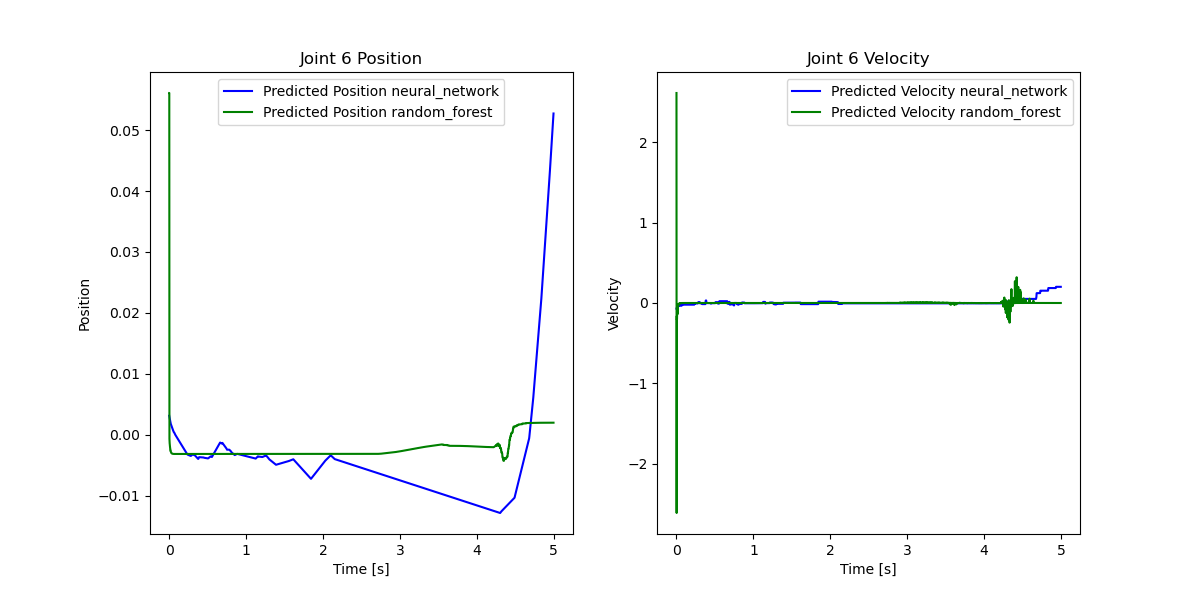 Joint 6 Position
Predicted Position neural_network
Predicted Position random_forest
0.05
0.04
0.03
0.02
0.01
0.00
−0.01
Position
0
1
2
3
4
5
Time [s]
Joint 6 Velocity
Predicted Velocity neural_network
Predicted Velocity random_forest
2
1
0
−1
−2
Velocity
0
1
2
3
4
5
Time [s]